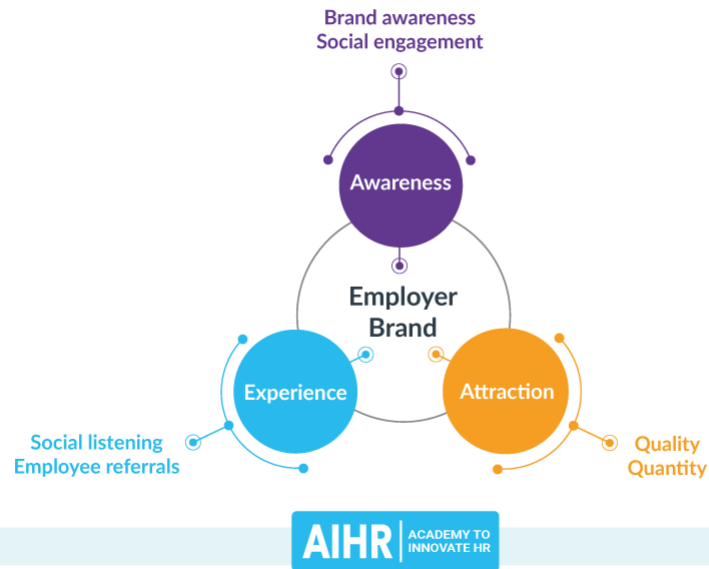 Brand awareness
Social engagement
Awareness
Employer
Brand
Experience
Attraction
Social listening
Employee referrals
Quality
Quantity
AIHR
ACADEMY TO
INNOVATE HR